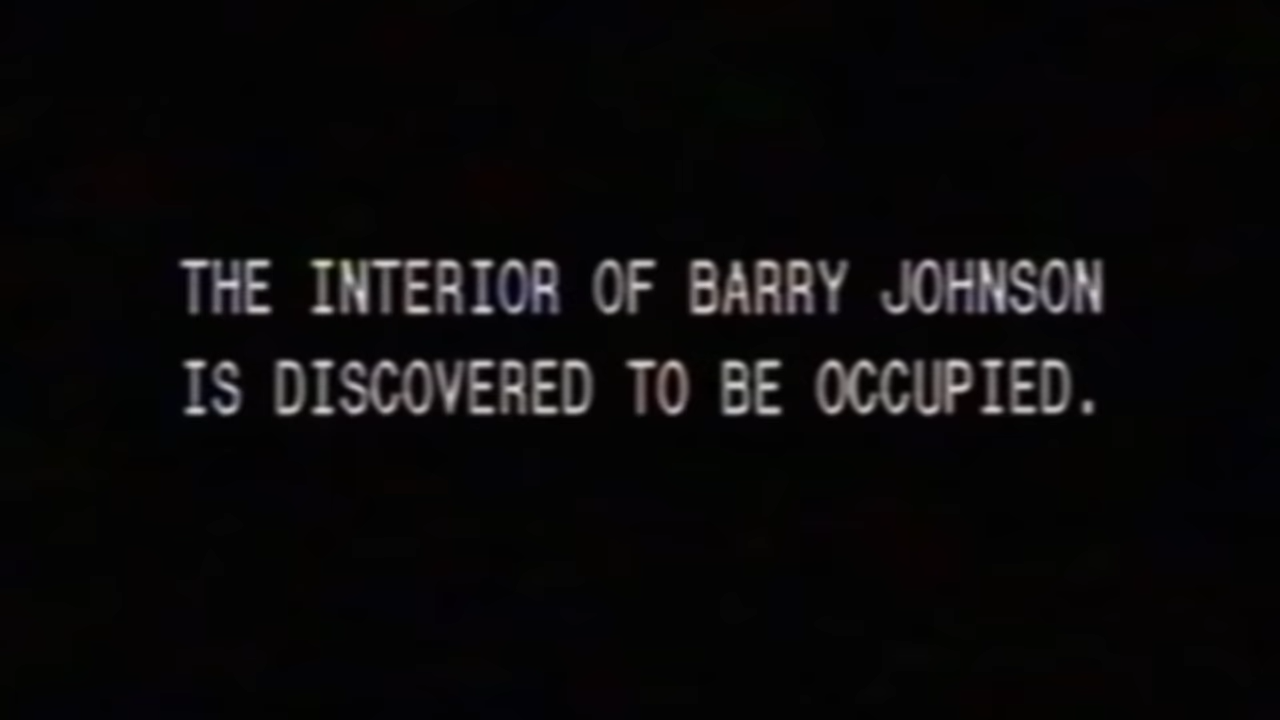 THE INTERIOR OF BARRY JOHNSON
IS DISCOVERED TO BE OCCUPIED.